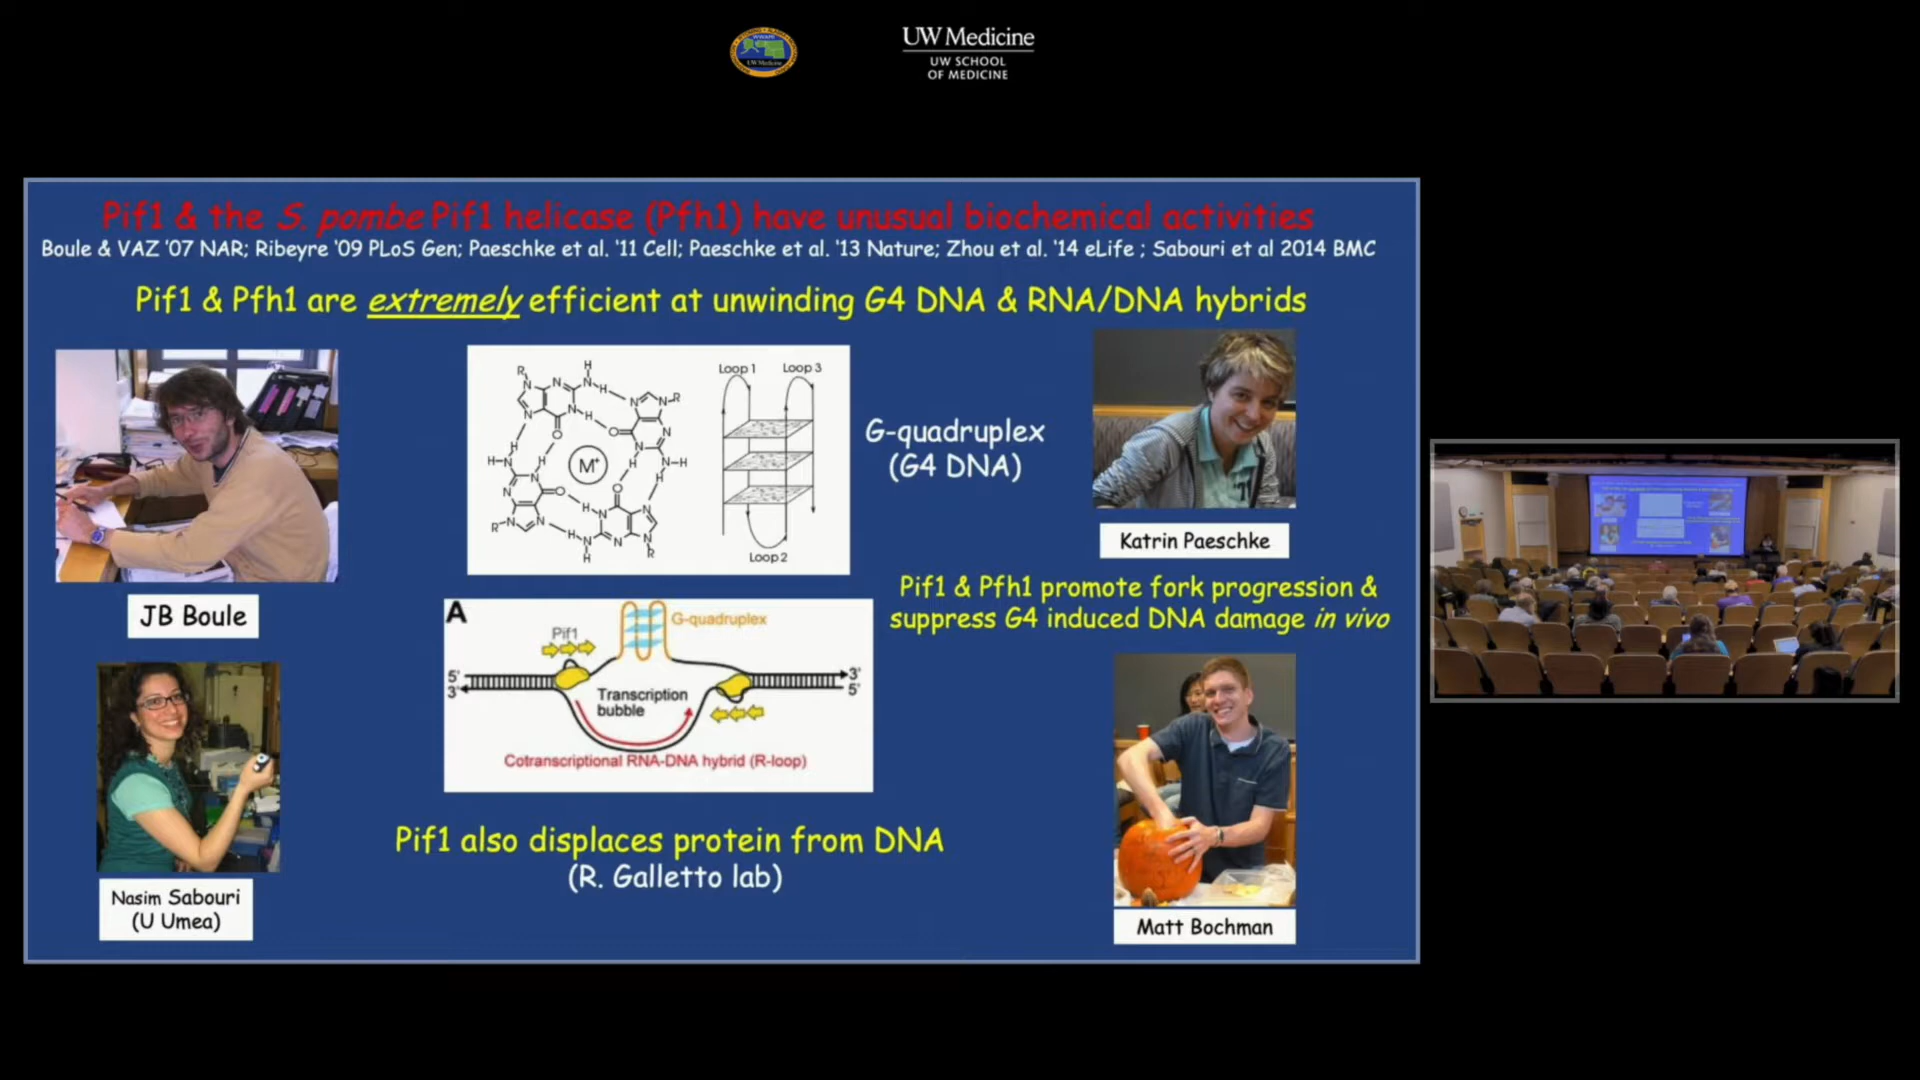 UW Medicine
UW SCHOOL
OF MEDICINE
Pif1 & the S. pombe Pif1 helicase (Pfh1) have unusual biochemical activities
Boule & VAZ '07 NAR; Ribeyre '09 PLoS Gen; Paeschke et al. '11 Cell; Paeschke et al. '13 Nature; Zhou et al. '14 eLife ; Sabouri et al 2014 BMC
Pif1 & Pfh1 are extremely efficient at unwinding G4 DNA & RNA/DNA hybrids
M+
Loop 1
Loop 3
Loop 2
G-quadruplex
(G4 DNA)
Katrin Paeschke
JB Boule
Pif1 & Pfh1 promote fork progression &
suppress G4 induced DNA damage in vivo
A
G-quadruplex
Pif1
5'
3'
3'
5'
Transcription
bubble
Cotranscriptional RNA-DNA hybrid (R-loop)
Pif1 also displaces protein from DNA
(R. Galletto lab)
Nasim Sabouri
(U Umea)
Matt Bochman